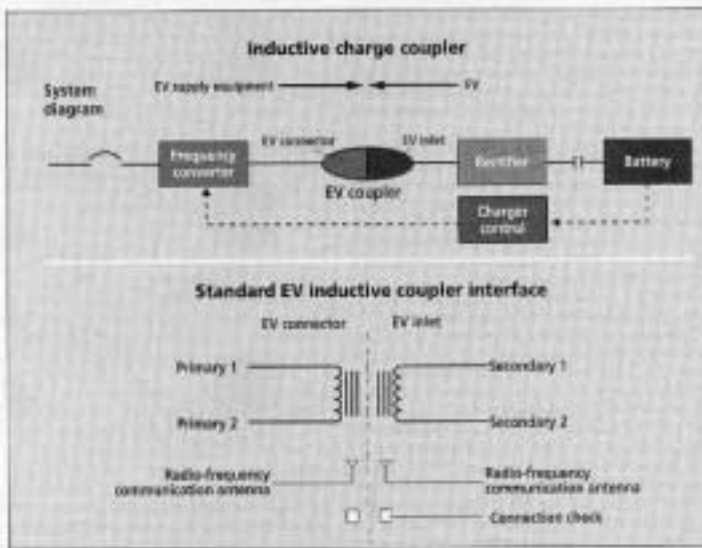 Inductive charge coupler
System
diagram
EV supply equipment
EV
Frequency
converter
EV connector
EV inlet
EV coupler
Rectifier
Battery
Charger
control
Standard EV inductive coupler interface
EV connector
EV inlet
Primary 1
Secondary 1
Primary 2
Secondary 2
Radio-frequency
communication antenna
Radio-frequency
communication antenna
Connection check